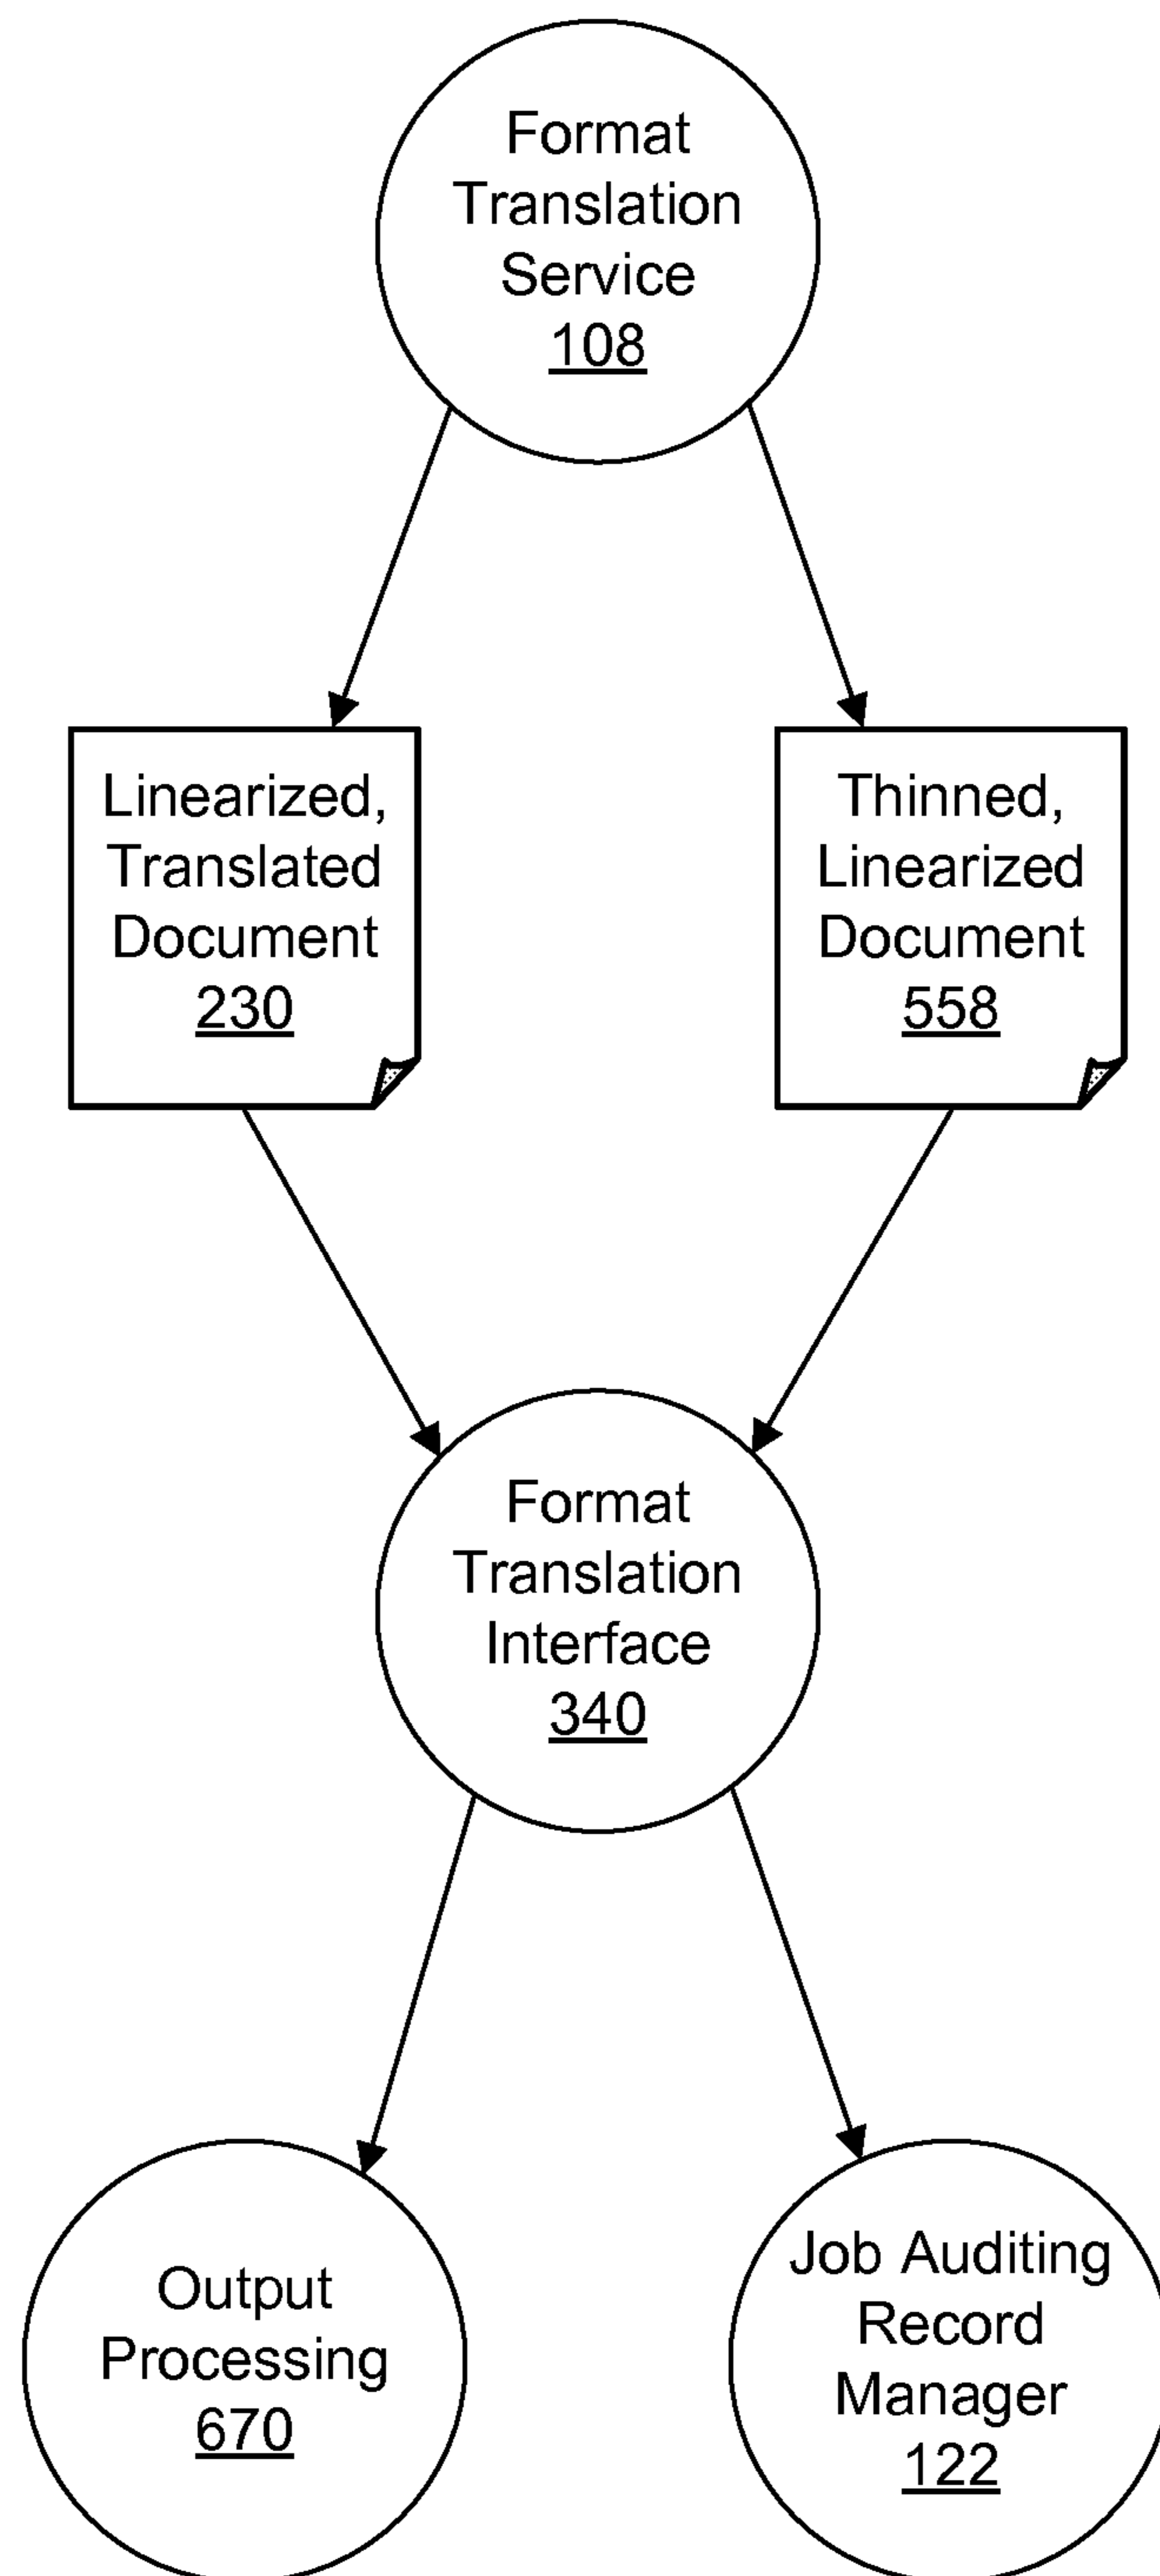 Format
Translation
Service
108
Linearized,
Translated
Document
230
Thinned,
Linearized
Document
558
Format
Translation
Interface
340
Output
Processing
670
Job Auditing
Record
Manager
122